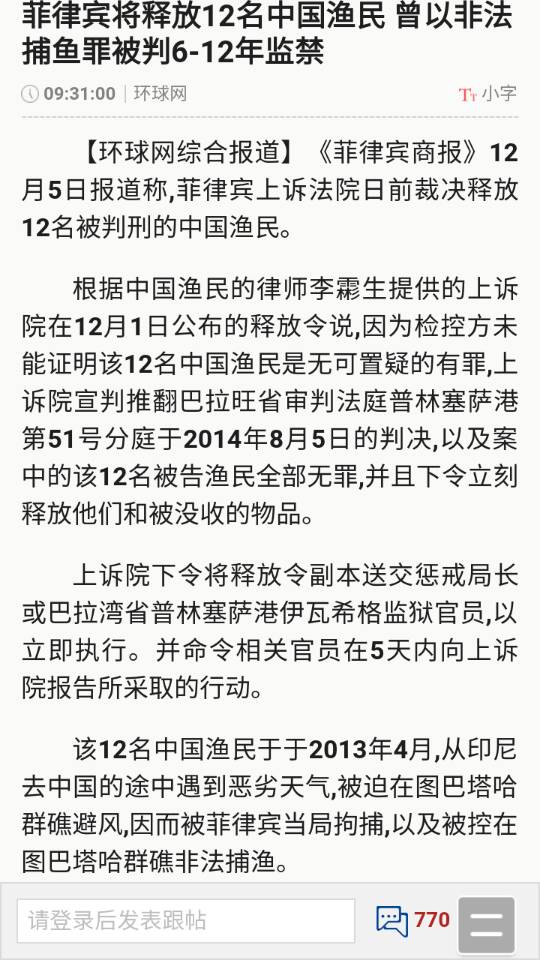 菲律宾将释放12名中国渔民 曾以非法
捕鱼罪被判6-12年监禁
09:31:00 环球网
TT 小字
【环球网综合报道】《菲律宾商报》12
月5日报道称,菲律宾上诉法院日前裁决释放
12名被判刑的中国渔民。
根据中国渔民的律师李霦生提供的上诉
院在12月1日公布的释放令说,因为检控方未
能证明该12名中国渔民是无可置疑的有罪,上
诉院宣判推翻巴拉旺省审判法庭普林塞萨港
第51号分庭于2014年8月5日的判决,以及案
中的该12名被告渔民全部无罪,并且下令立刻
释放他们和被没收的物品。
上诉院下令将释放令副本送交惩戒局长
或巴拉湾省普林塞萨港伊瓦希格监狱官员,以
立即执行。并命令相关官员在5天内向上诉
院报告所采取的行动。
该12名中国渔民于于2013年4月,从印尼
去中国的途中遇到恶劣天气,被迫在图巴塔哈
群礁避风,因而被菲律宾当局拘捕,以及被控在
图巴塔哈群礁非法捕渔。
请登录后发表跟帖
770